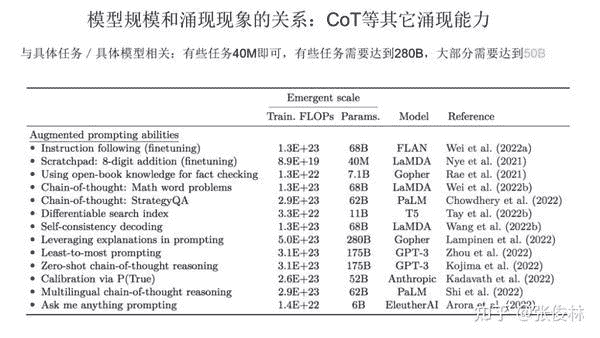 模型规模和涌现现象的关系：CoT等其它涌现能力
与具体任务/具体模型相关：有些任务40M即可，有些任务需要达到280B，大部分需要达到50B
Emergent scale
Train. FLOPs Params. Model Reference
Augmented prompting abilities
• Instruction following (finetuning) 1.3E+23 68B FLAN Wei et al. (2022a)
• Scratchpad: 8-digit addition (finetuning) 8.9E+19 40M LaMDA Nye et al. (2021)
• Using open-book knowledge for fact checking 1.3E+22 7.1B Gopher Rae et al. (2021)
• Chain-of-thought: Math word problems 1.3E+23 68B LaMDA Wei et al. (2022b)
• Chain-of-thought: StrategyQA 2.9E+23 62B PaLM Chowdhery et al. (2022)
• Differentiable search index 3.3E+22 11B T5 Tay et al. (2022b)
• Self-consistency decoding 1.3E+23 68B LaMDA Wang et al. (2022b)
• Leveraging explanations in prompting 5.0E+23 280B Gopher Lampinen et al. (2022)
• Least-to-most prompting 3.1E+23 175B GPT-3 Zhou et al. (2022)
• Zero-shot chain-of-thought reasoning 3.1E+23 175B GPT-3 Kojima et al. (2022)
• Calibration via P(True) 2.6E+23 52B Anthropic Kadavath et al. (2022)
• Multilingual chain-of-thought reasoning 2.9E+23 62B PaLM Shi et al. (2022)
• Ask me anything prompting 1.4E+22 6B EleutherAI Arora et al. (2022)
知乎 @张俊林